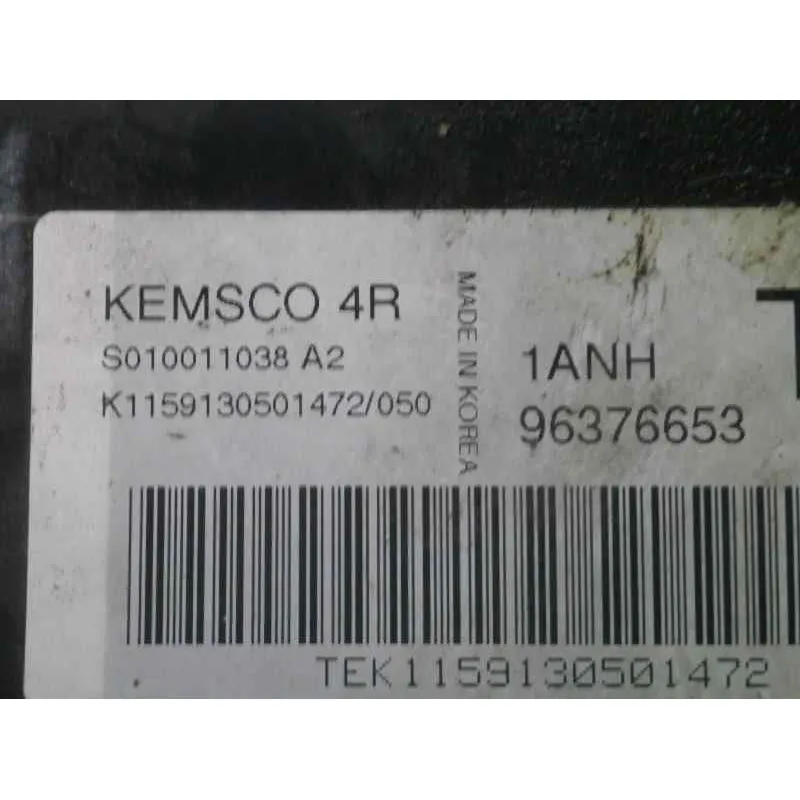 KEMSCO 4R
S010011038 A2
K1159130501472/050
MADE IN KOREA
1ANH
96376653
TEK1159130501472